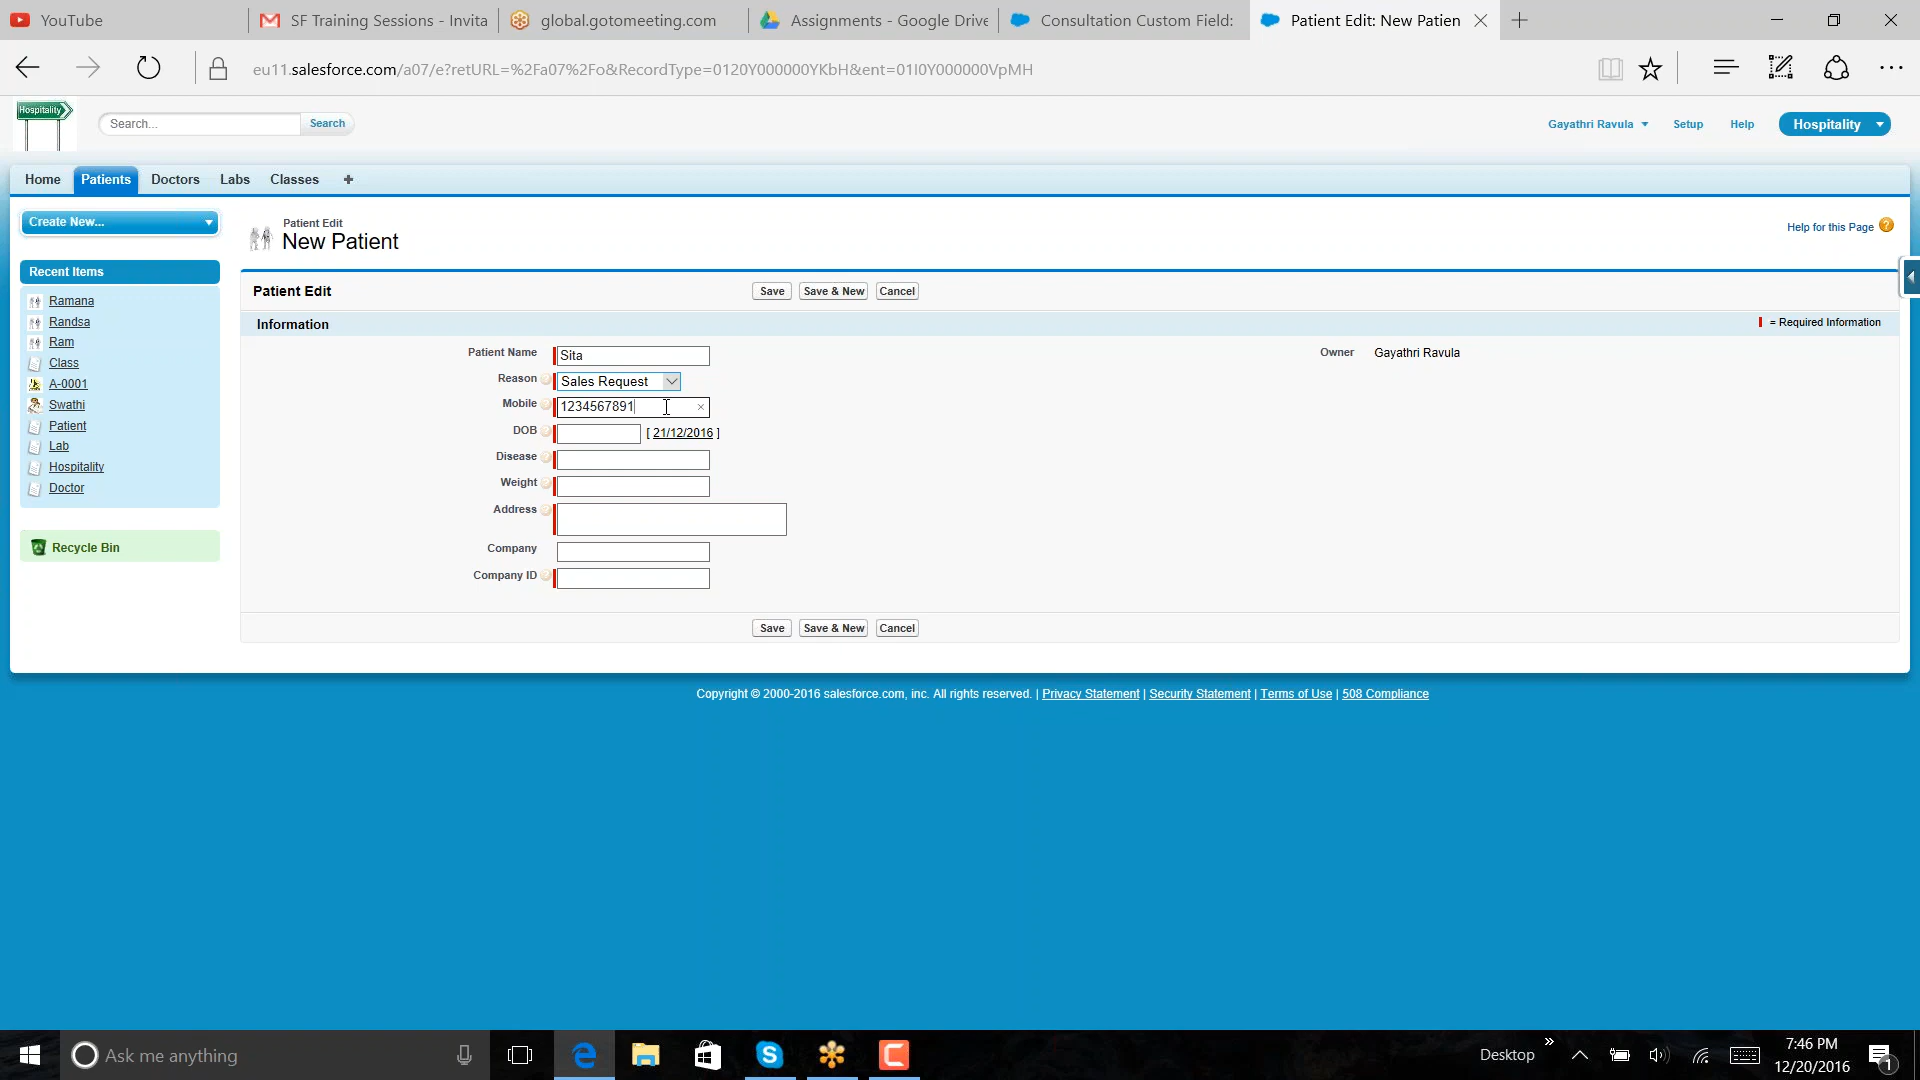 YouTube
SF Training Sessions - Invita
global.gotomeeting.com
Assignments - Google Drive
Consultation Custom Field:
Patient Edit: New Patien
eu11.salesforce.com/a07/e?retURL=%2Fa07%2Fo&RecordType=0120Y000000YKbH&ent=01I0Y000000VpMH
Hospitality
Search...
Search
Gayathri Ravula
Setup
Help
Hospitality
Home
Patients
Doctors
Labs
Classes
+
Create New...
Patient Edit
New Patient
Help for this Page
Recent Items
Ramana
Randsa
Ram
Class
A-0001
Swathi
Patient
Lab
Hospitality
Doctor
Recycle Bin
Patient Edit
Save
Save & New
Cancel
Information
= Required Information
Patient Name
Sita
Owner
Gayathri Ravula
Reason
Sales Request
Mobile
1234567891
DOB
[ 21/12/2016 ]
Disease
Weight
Address
Company
Company ID
Save
Save & New
Cancel
Copyright © 2000-2016 salesforce.com, inc. All rights reserved. | Privacy Statement | Security Statement | Terms of Use | 508 Compliance
Ask me anything
Desktop
7:46 PM
12/20/2016
1